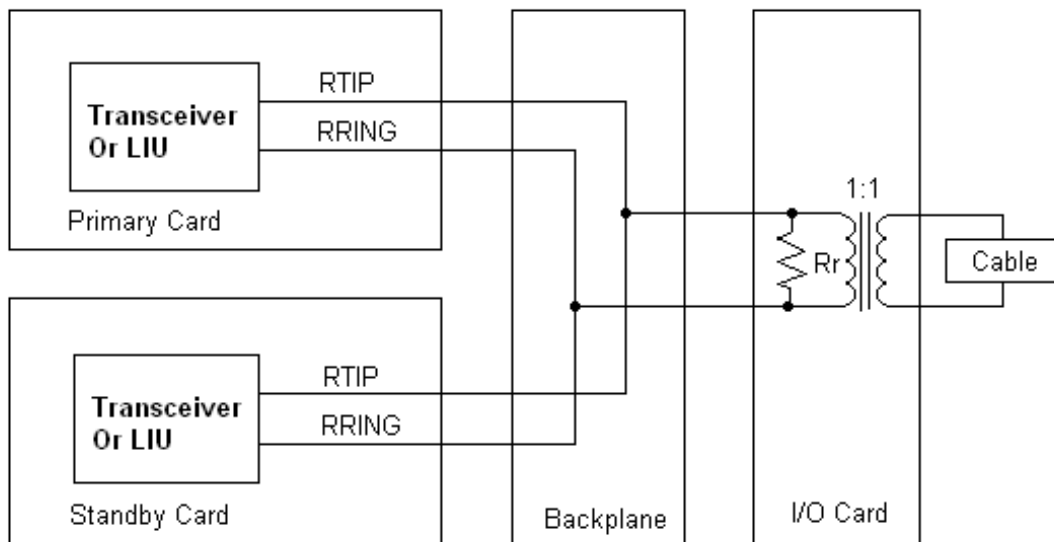 RTIP
Transceiver
Or LIU
RRING
Primary Card
1:1
Rr
Cable
RTIP
Transceiver
Or LIU
RRING
Standby Card
Backplane
I/O Card